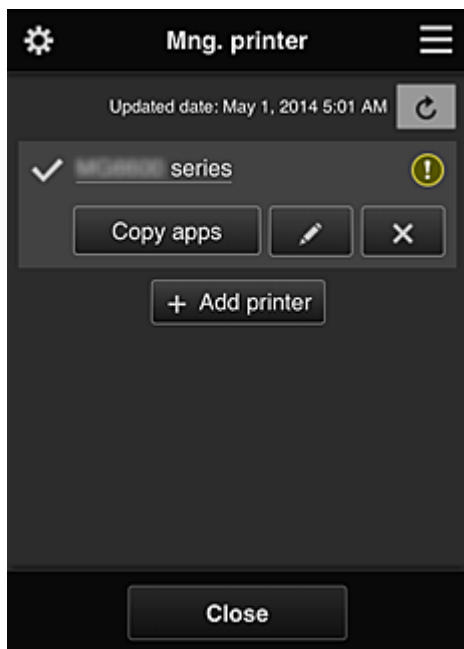 Mng. printer
Updated date: May 1, 2014 5:01 AM
series
Copy apps
+ Add printer
Close